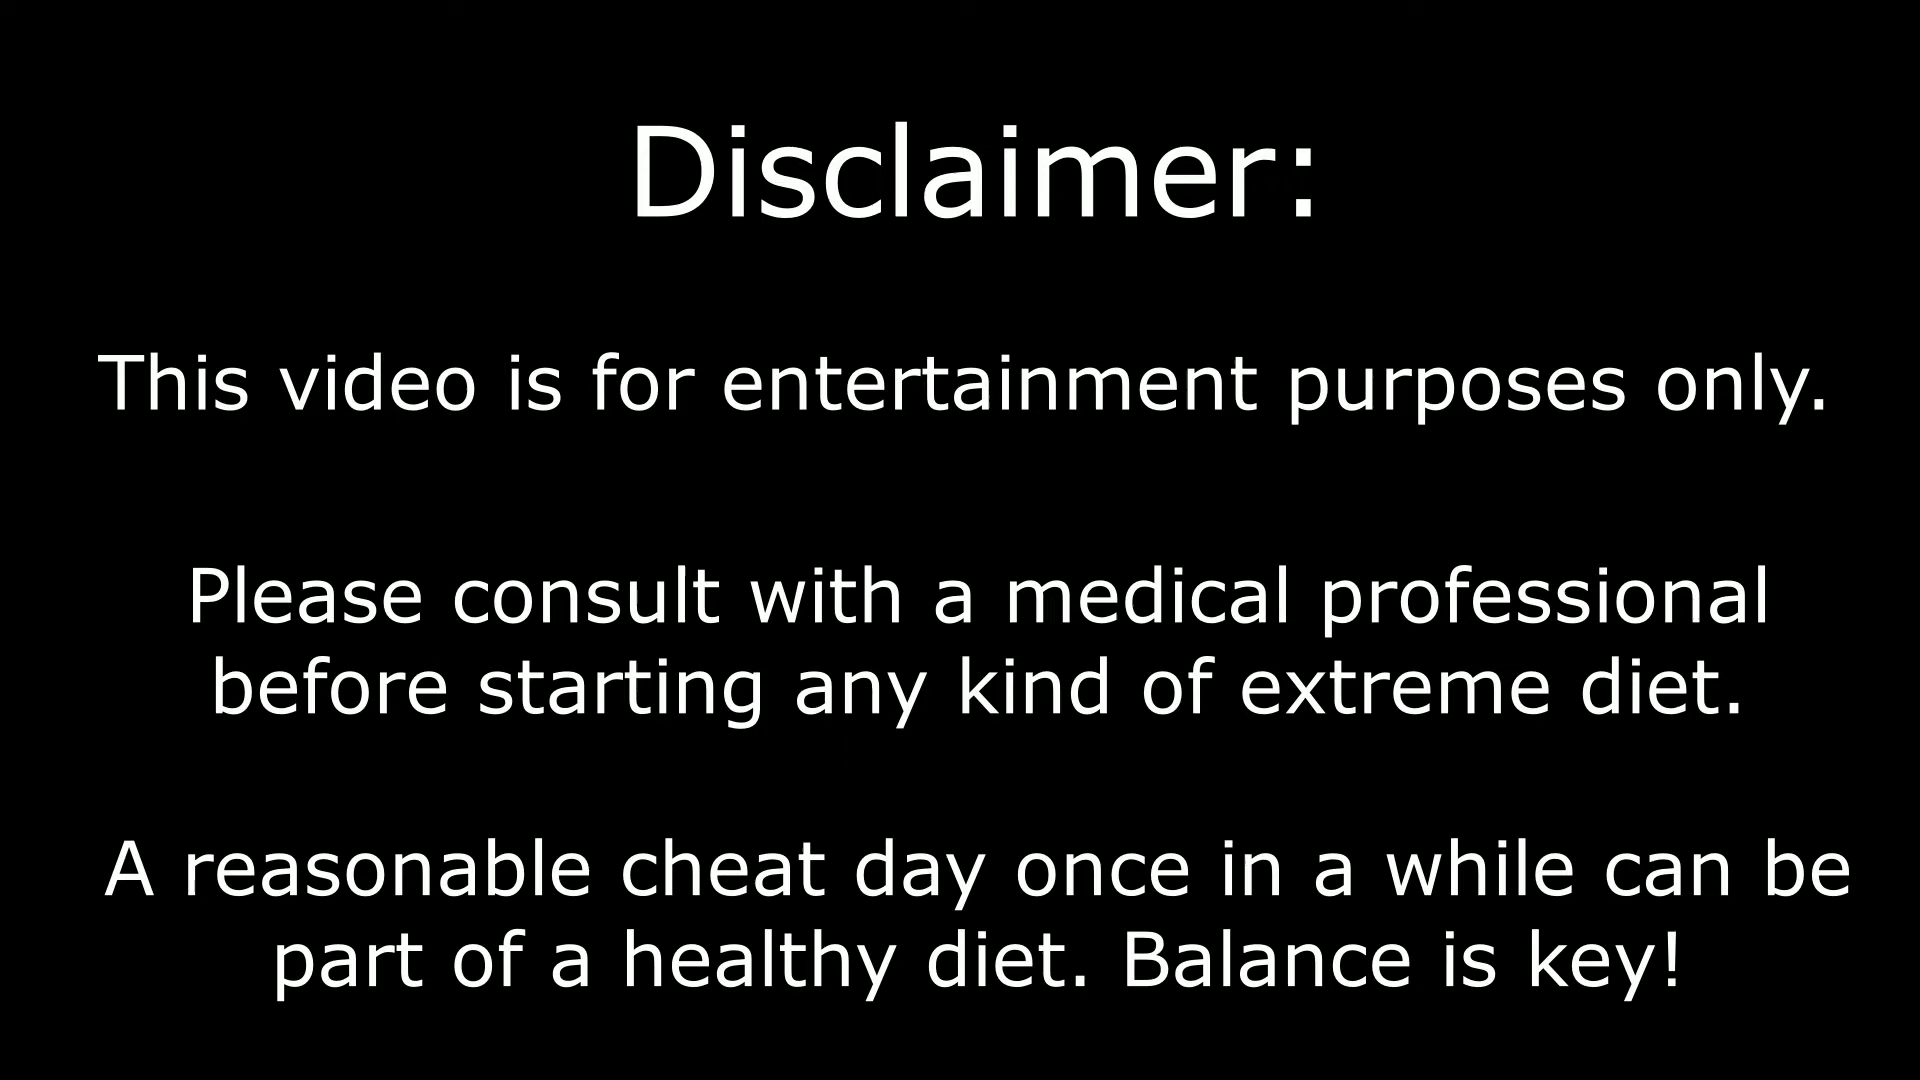 Disclaimer:
This video is for entertainment purposes only.
Please consult with a medical professional
before starting any kind of extreme diet.
A reasonable cheat day once in a while can be
part of a healthy diet. Balance is key!